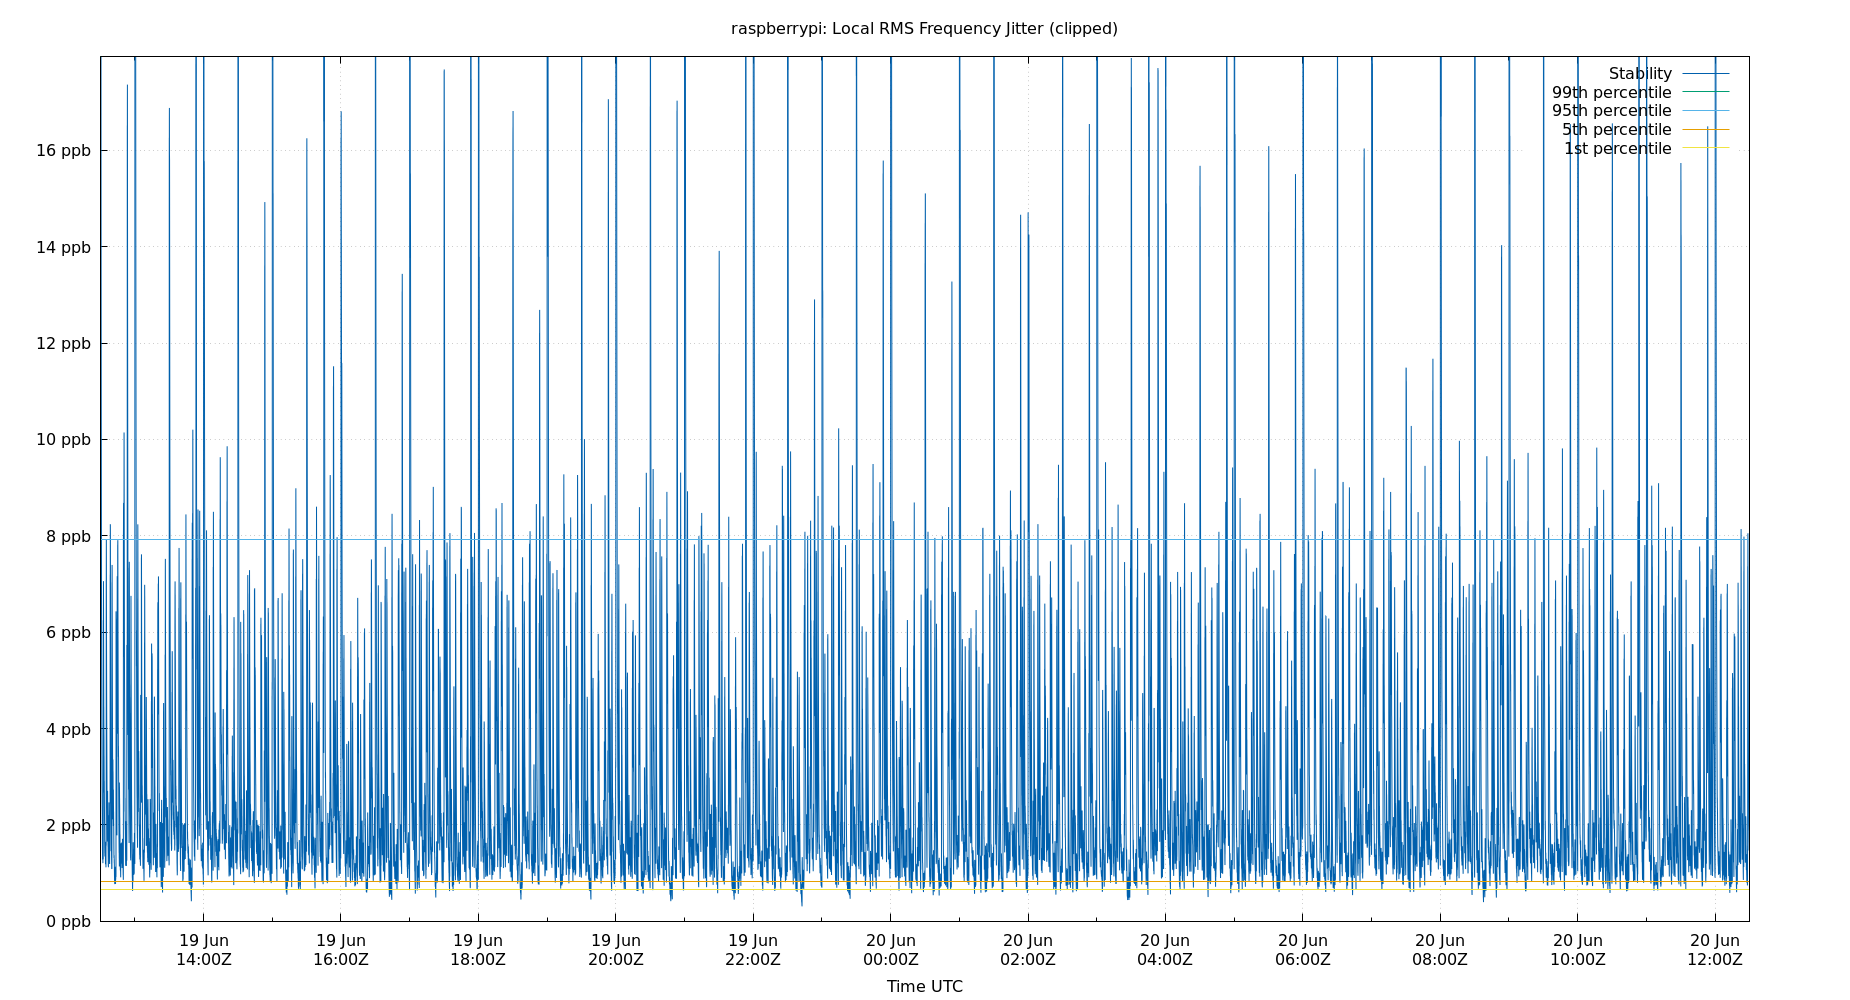 raspberrypi: Local RMS Frequency Jitter (clipped)
Stability
99th percentile
95th percentile
5th percentile
1st percentile
16 ppb
14 ppb
12 ppb
10 ppb
8 ppb
6 ppb
4 ppb
2 ppb
0 ppb
19 Jun 19 Jun 19 Jun 19 Jun 19 Jun 20 Jun 20 Jun 20 Jun 20 Jun 20 Jun 20 Jun 20 Jun
14:00Z 16:00Z 18:00Z 20:00Z 22:00Z 00:00Z 02:00Z 04:00Z 06:00Z 08:00Z 10:00Z 12:00Z
Time UTC